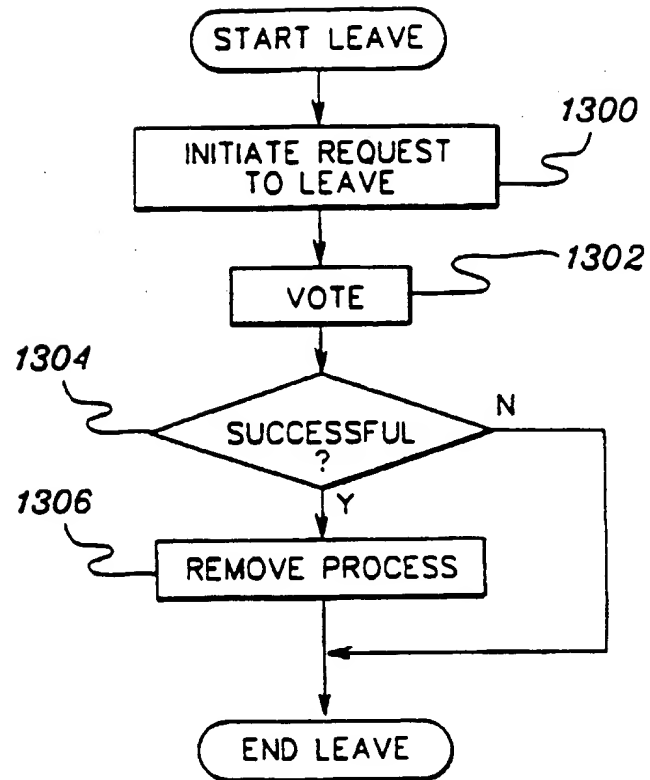 START LEAVE
1300
INITIATE REQUEST
TO LEAVE
1302
VOTE
1304
N
SUCCESSFUL
?
Y
1306
REMOVE PROCESS
END LEAVE